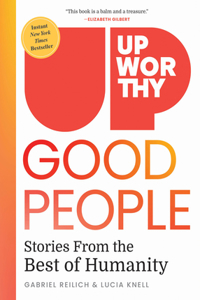 "This book is a balm and a treasure."
– ELIZABETH GILBERT
Instant
New York
Times
Bestseller
UP
WOR
THY
GOOD
PEOPLE
Stories From the
Best of Humanity
GABRIEL REILICH & LUCIA KNELL